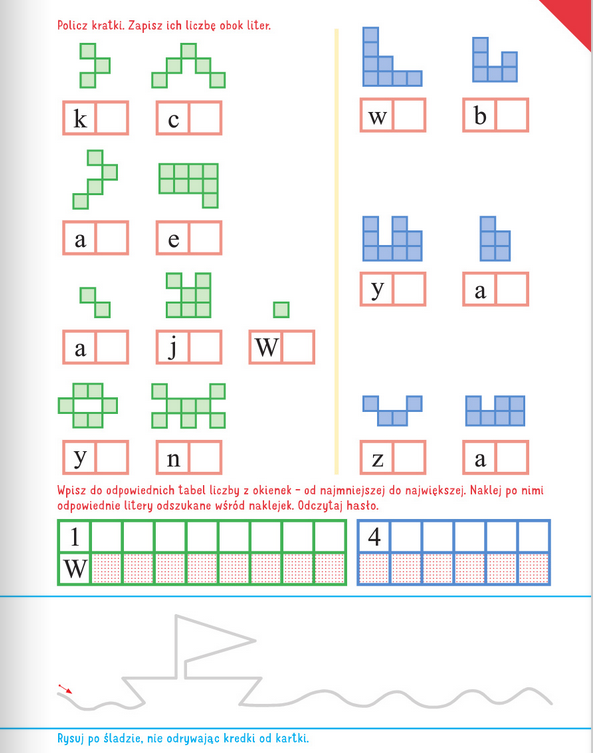 Policz kratki. Zapisz ich liczbę obok liter.
k
c
w
b
a
e
y
a
a
j
W
y
n
z
a
Wpisz do odpowiednich tabel liczby z okienek – od najmniejszej do największej. Naklej po nimi
odpowiednie litery odszukane wśród naklejek. Odczytaj hasło.
1
4
W
Rysuj po śladzie, nie odrywając kredki od kartki.